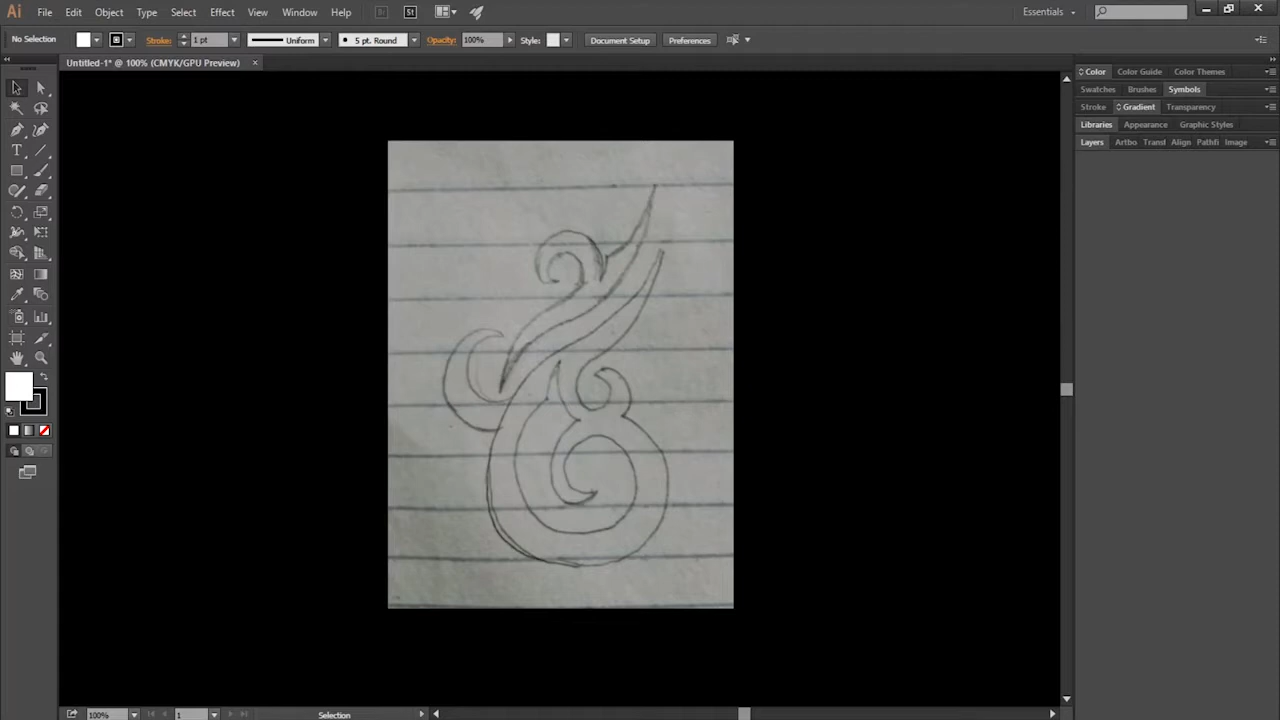 Ai File Edit Object Type Select Effect View Window Help Br St Essentials
No Selection Stroke: 1 pt Uniform 5 pt. Round Opacity: 100% Style: Document Setup Preferences
Untitled-1* @ 100% (CMYK/GPU Preview) ×
Color Color Guide Color Themes
Swatches Brushes Symbols
Stroke Gradient Transparency
Libraries Appearance Graphic Styles
Layers Artbo Transf Align Pathfi Image
T
100% 1 Selection